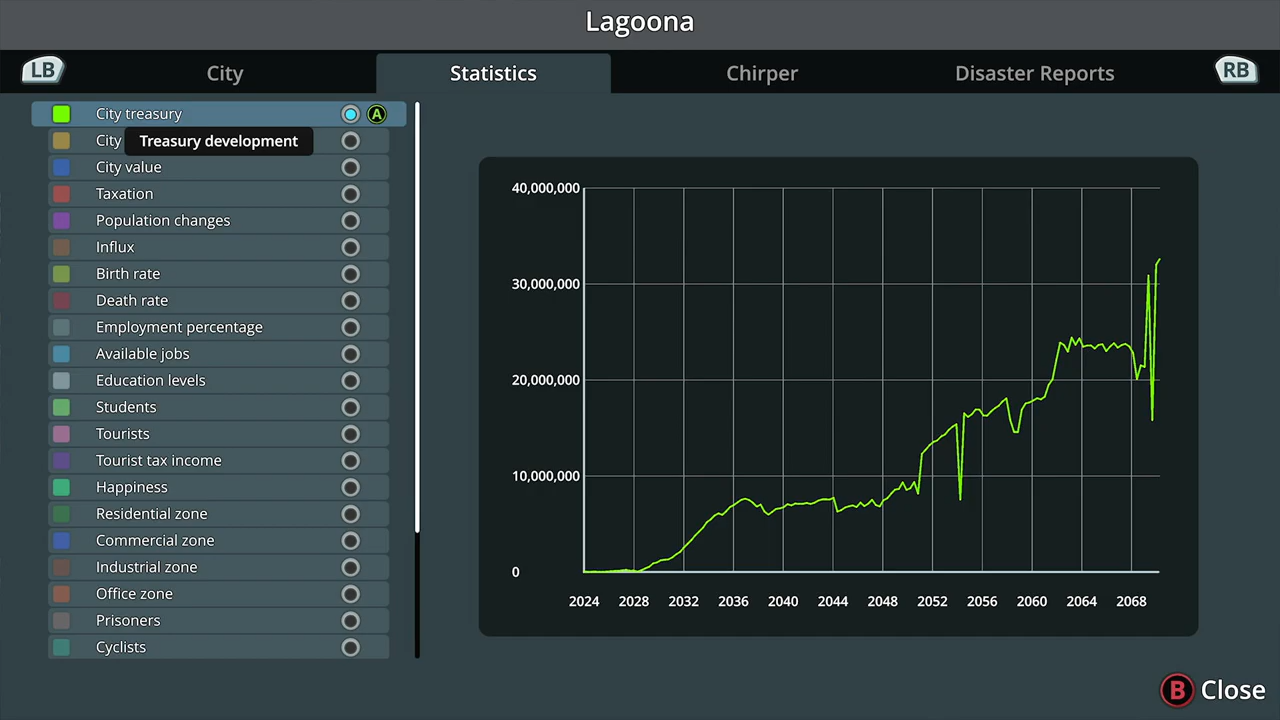 Lagoona
LB City Statistics Chirper Disaster Reports RB
City treasury A
City
Treasury development
City value
Taxation
Population changes
Influx
Birth rate
Death rate
Employment percentage
Available jobs
Education levels
Students
Tourists
Tourist tax income
Happiness
Residential zone
Commercial zone
Industrial zone
Office zone
Prisoners
Cyclists
40,000,000
30,000,000
20,000,000
10,000,000
0
2024 2028 2032 2036 2040 2044 2048 2052 2056 2060 2064 2068
B Close